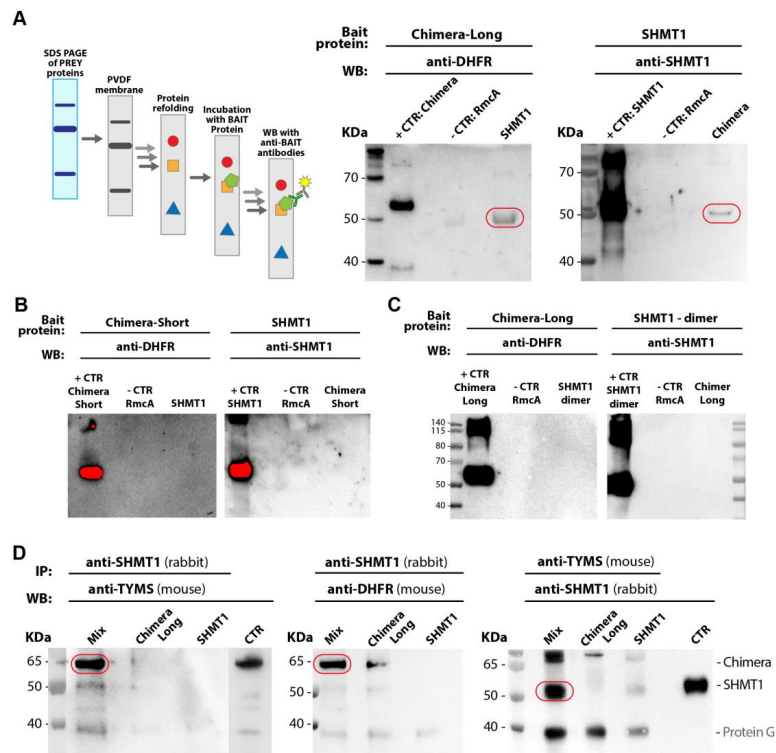 A
SDS PAGE
of PREY
proteins
PVDF
membrane
Protein
refolding
Incubation
with BAIT
Protein
WB with
anti-BAIT
antibodies
Bait
protein:
Chimera-Long
SHMT1
WB:
anti-DHFR
anti-SHMT1
KDa
+ CTR: Chimera
- CTR: RmcA
SHMT1
70
50
40
KDa
+ CTR: SHMT1
- CTR: RmcA
Chimera
70
50
40
B
Bait
protein:
Chimera-Short
SHMT1
WB:
anti-DHFR
anti-SHMT1
+ CTR
Chimera
Short
- CTR
RmcA
SHMT1
+ CTR
SHMT1
- CTR
RmcA
Chimera
Short
C
Bait
protein:
Chimera-Long
SHMT1 - dimer
WB:
anti-DHFR
anti-SHMT1
+ CTR
Chimera
Long
- CTR
RmcA
SHMT1
dimer
+ CTR
SHMT1
dimer
- CTR
RmcA
Chimer
Long
140
115
80
70
50
40
D
IP:
anti-SHMT1 (rabbit)
anti-SHMT1 (rabbit)
anti-TYMS (mouse)
WB:
anti-TYMS (mouse)
anti-DHFR (mouse)
anti-SHMT1 (rabbit)
KDa
Mix
Chimera
Long
SHMT1
CTR
65
50
40
KDa
Mix
Chimera
Long
SHMT1
65
50
40
KDa
Mix
Chimera
Long
SHMT1
CTR
65
50
40
- Chimera
- SHMT1
- Protein G